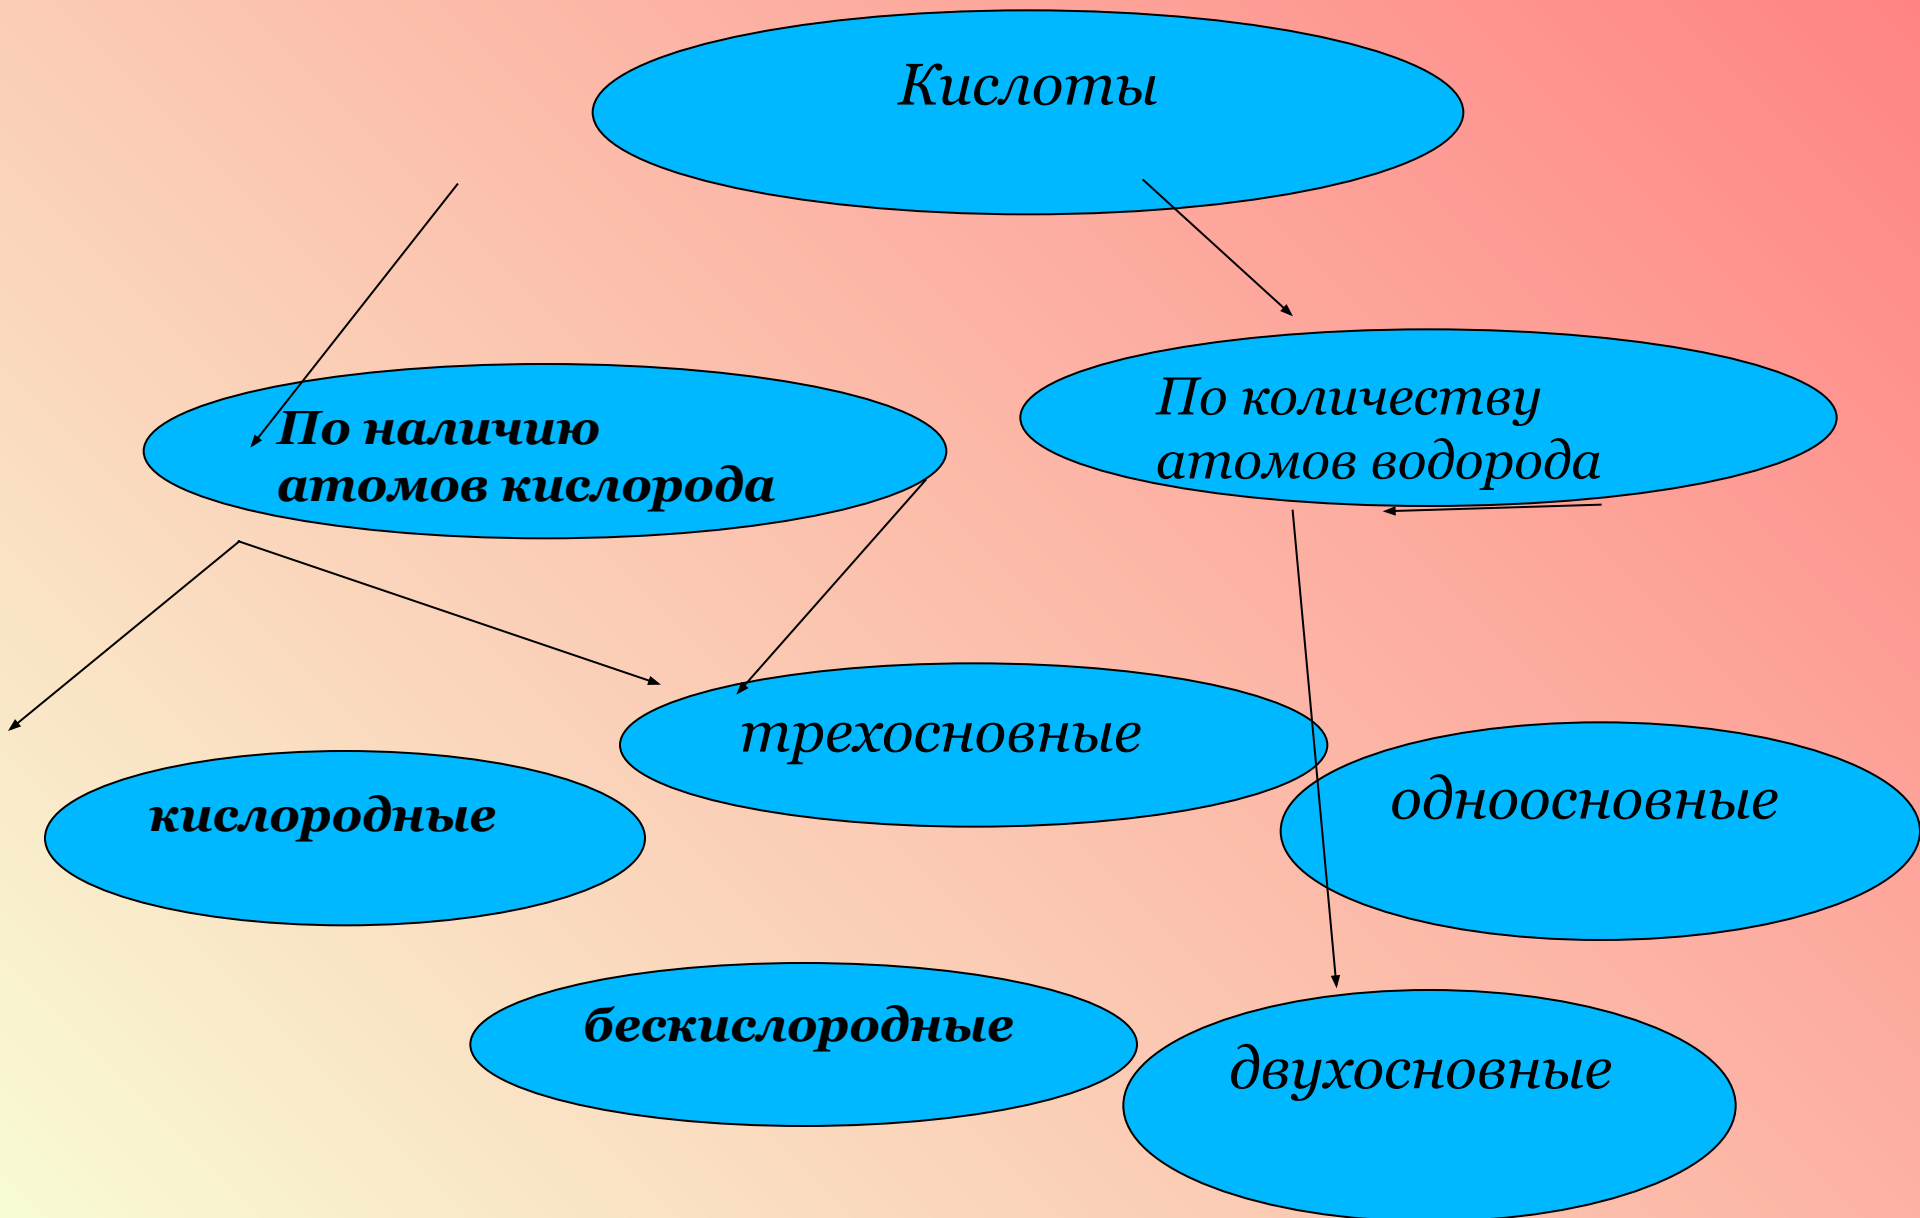 Кислоты
По наличию
атомов кислорода
По количеству
атомов водорода
трехосновные
кислородные
одноосновные
бескислородные
двухосновные